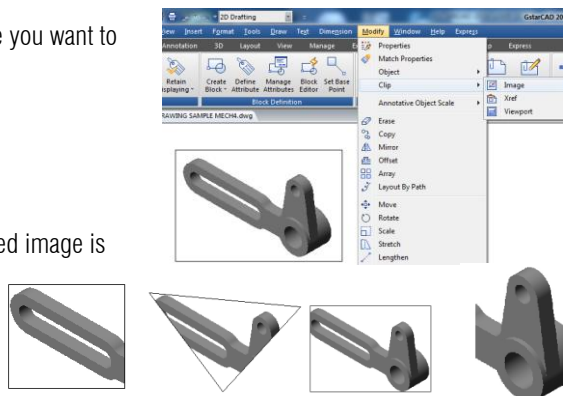 e you want to
ed image is
2D Drafting
GstarCAD 20
iew Insert Format Tools Draw Text Dimension Modify Window Help Express
Annotation 3D Layout View Manage E
p Express
Retain
isplaying
Create
Block
Define
Attribute
Manage
Attributes
Block
Editor
Set Base
Point
Block Definition
RAWING SAMPLE MECH4.dwg
Properties
Match Properties
Object
Clip
Annotative Object Scale
Erase
Copy
Mirror
Offset
Array
Layout By Path
Move
Rotate
Scale
Stretch
Lengthen
Image
Xref
Viewport